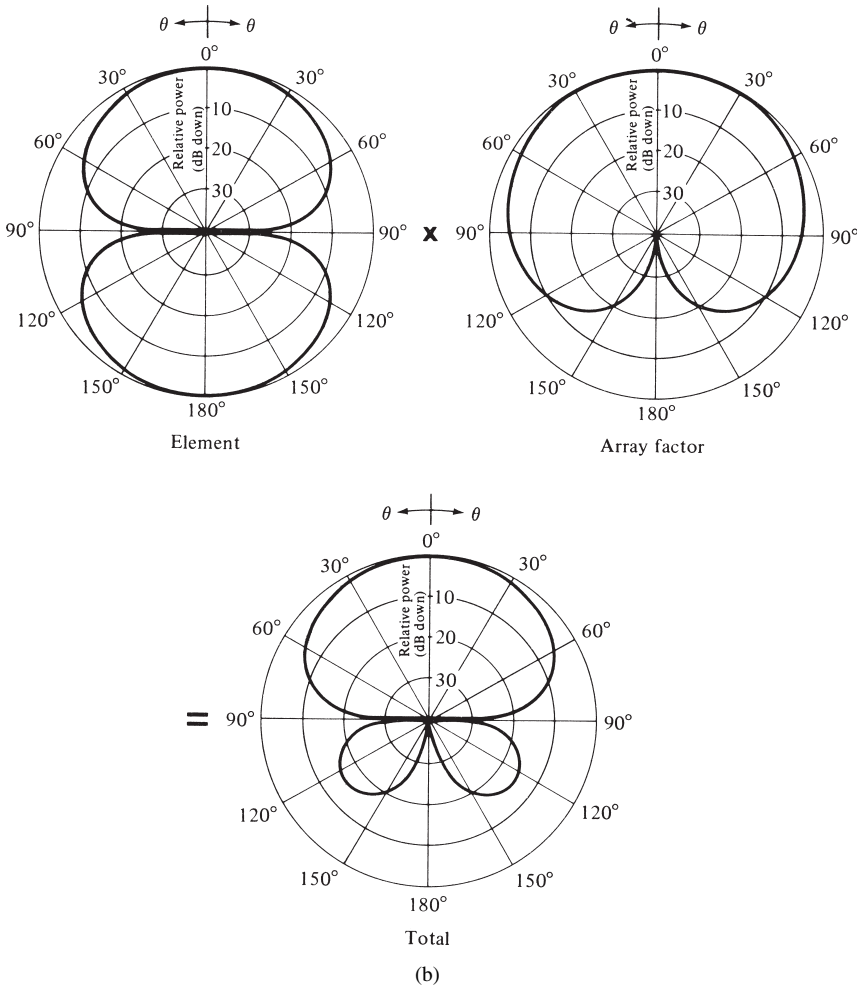 θ θ
0°
30° 30°
60° 60°
90° 90°
120° 120°
150° 150°
180°
Relative power
(dB down)
10
20
30
Element
x
θ θ
0°
30° 30°
60° 60°
90° 90°
120° 120°
150° 150°
180°
Relative power
(dB down)
10
20
30
Array factor
=
θ θ
0°
30° 30°
60° 60°
90° 90°
120° 120°
150° 150°
180°
Relative power
(dB down)
10
20
30
Total
(b)